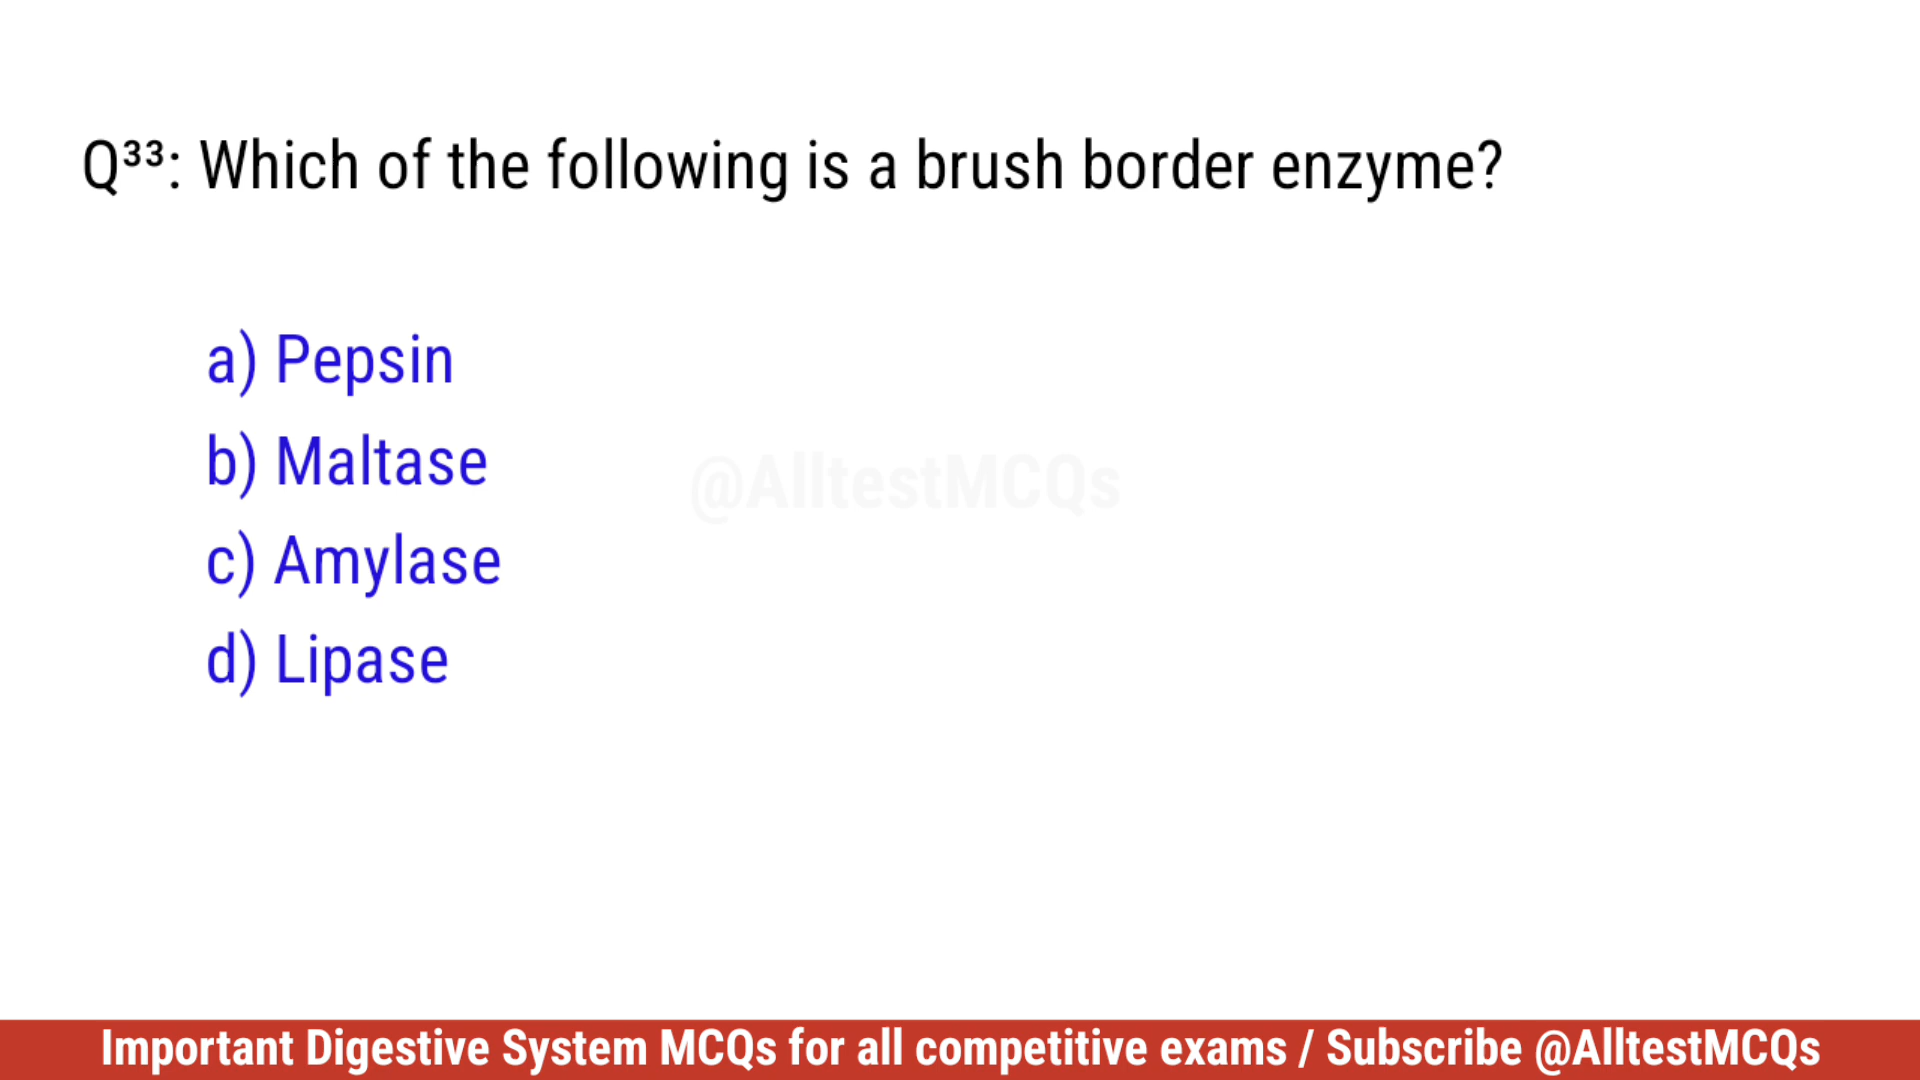 Q³³: Which of the following is a brush border enzyme?
a) Pepsin
b) Maltase
@AlltestMCQs
c) Amylase
d) Lipase
Important Digestive System MCQs for all competitive exams / Subscribe @AlltestMCQs